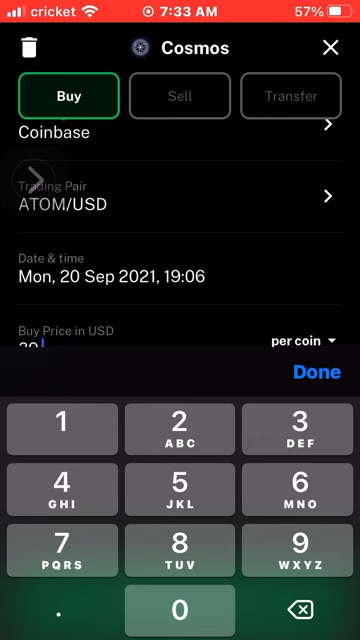 cricket 7:33 AM 57%
Cosmos
Buy Sell Transfer
Coinbase
Trading Pair
ATOM/USD
Date & time
Mon, 20 Sep 2021, 19:06
Buy Price in USD
per coin
Done
1 2 3
ABC DEF
4 5 6
GHI JKL MNO
7 8 9
PQRS TUV WXYZ
. 0